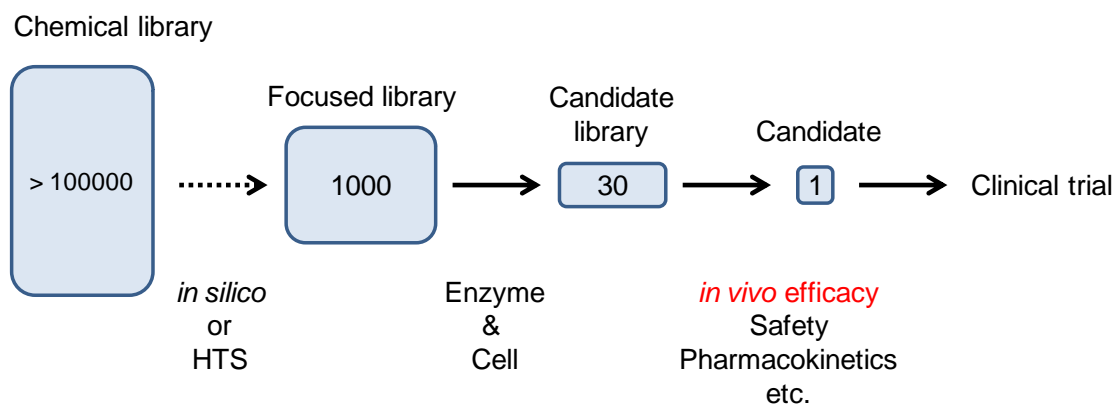 Chemical library
> 100000
in silico
or
HTS
Focused library
1000
Enzyme
&
Cell
Candidate
library
30
in vivo efficacy
Safety
Pharmacokinetics
etc.
Candidate
1
Clinical trial